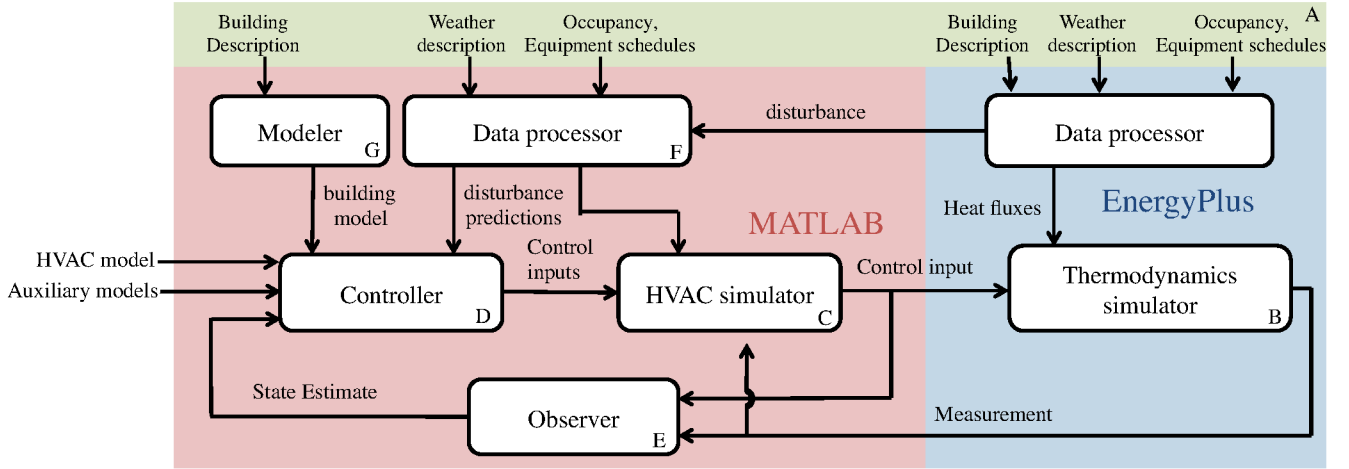 Building
Description
Weather
description
Occupancy,
Equipment schedules
Building
Description
Weather
description
Occupancy,
Equipment schedules
A
Modeler
G
Data processor
F
disturbance
Data processor
building
model
disturbance
predictions
Heat fluxes
EnergyPlus
MATLAB
HVAC model
Auxiliary models
Controller
D
Control
inputs
HVAC simulator
C
Control input
Thermodynamics
simulator
B
State Estimate
Observer
E
Measurement